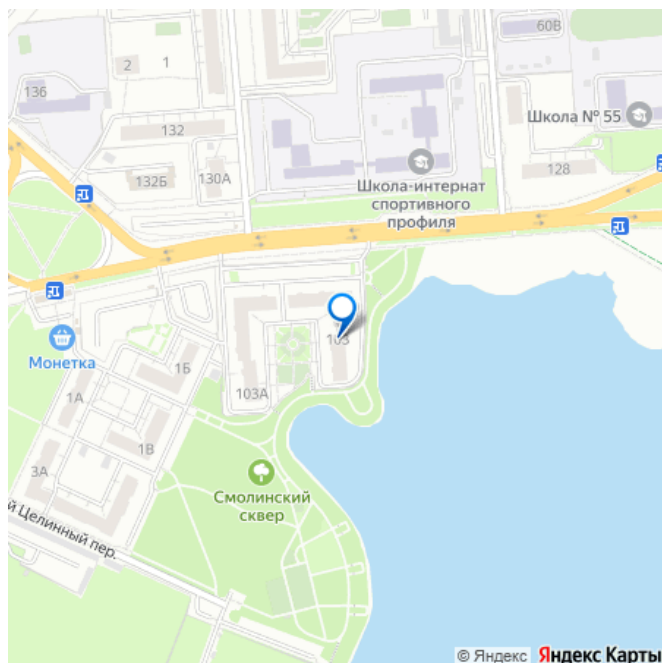 60В
2
1
136
132
Школа № 55
128
132Б
130А
Школа-интернат
спортивного
профиля
103
Монетка
1Б
1А
103А
1В
3А
Смолинский
сквер
й Целинный пер.
© Яндекс Яндекс Карты